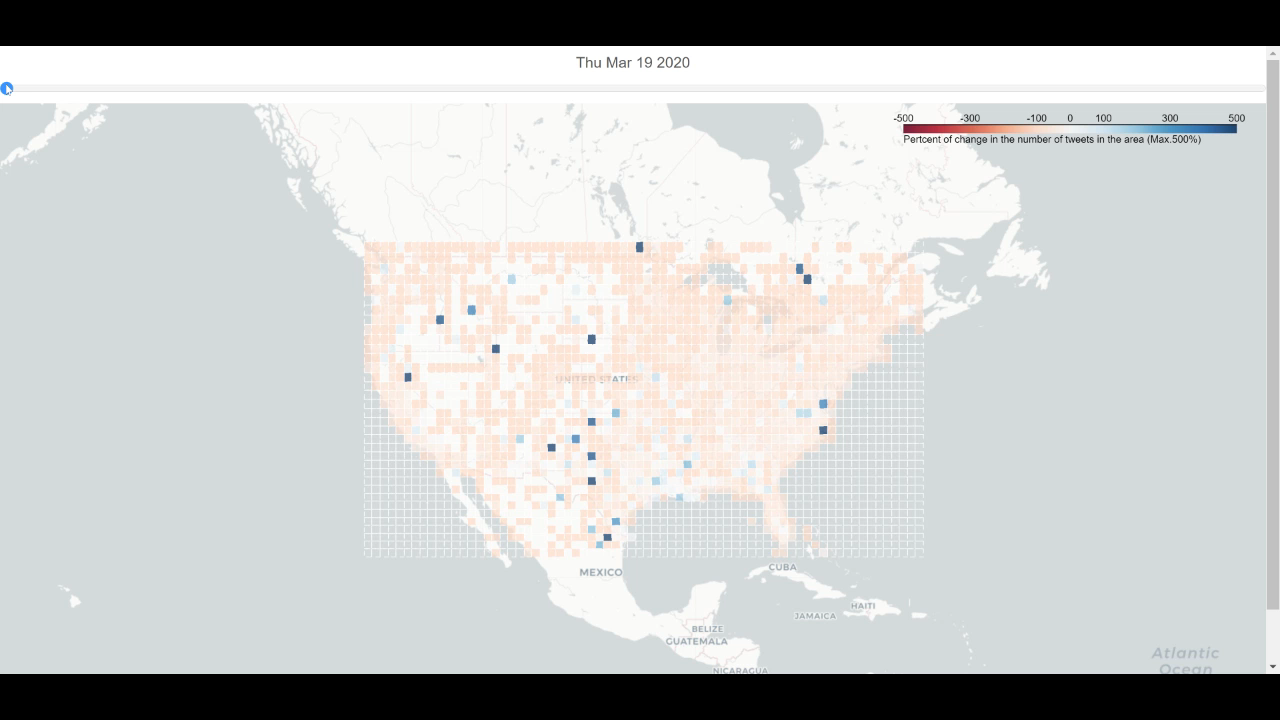 Thu Mar 19 2020
-500 -300 -100 0 100 300 500
Pertcent of change in the number of tweets in the area (Max.500%)
UNITED STATES
MEXICO
CUBA
HAITI
JAMAICA
BELIZE
GUATEMALA
NICARAGUA
Atlantic
Ocean